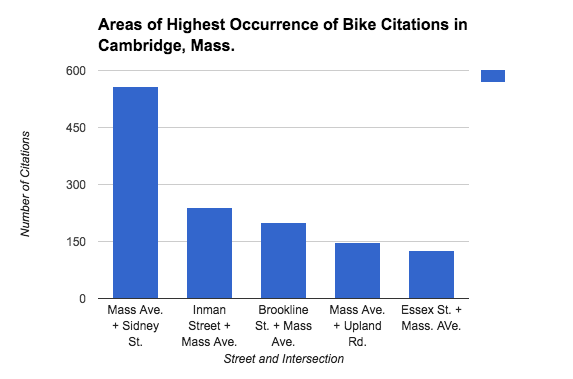 Areas of Highest Occurrence of Bike Citations in
Cambridge, Mass.
Number of Citations
600
450
300
150
0
Mass Ave.
+ Sidney
St.
Inman
Street +
Mass Ave.
Brookline
St. + Mass
Ave.
Mass Ave.
+ Upland
Rd.
Essex St. +
Mass. AVe.
Street and Intersection